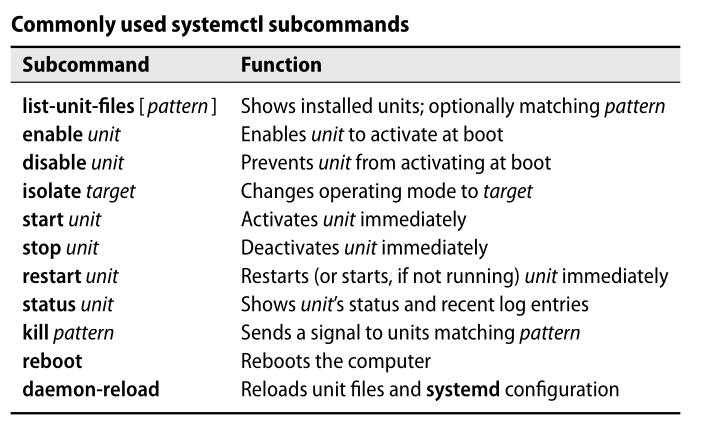 Commonly used systemctl subcommands
Subcommand Function
list-unit-files [pattern] Shows installed units; optionally matching pattern
enable unit Enables unit to activate at boot
disable unit Prevents unit from activating at boot
isolate target Changes operating mode to target
start unit Activates unit immediately
stop unit Deactivates unit immediately
restart unit Restarts (or starts, if not running) unit immediately
status unit Shows unit’s status and recent log entries
kill pattern Sends a signal to units matching pattern
reboot Reboots the computer
daemon-reload Reloads unit files and systemd configuration